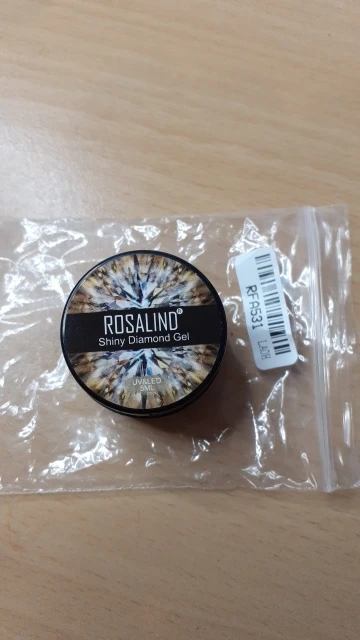 ROSALIND®
Shiny Diamond Gel
UV&LED
5ML
RFA531